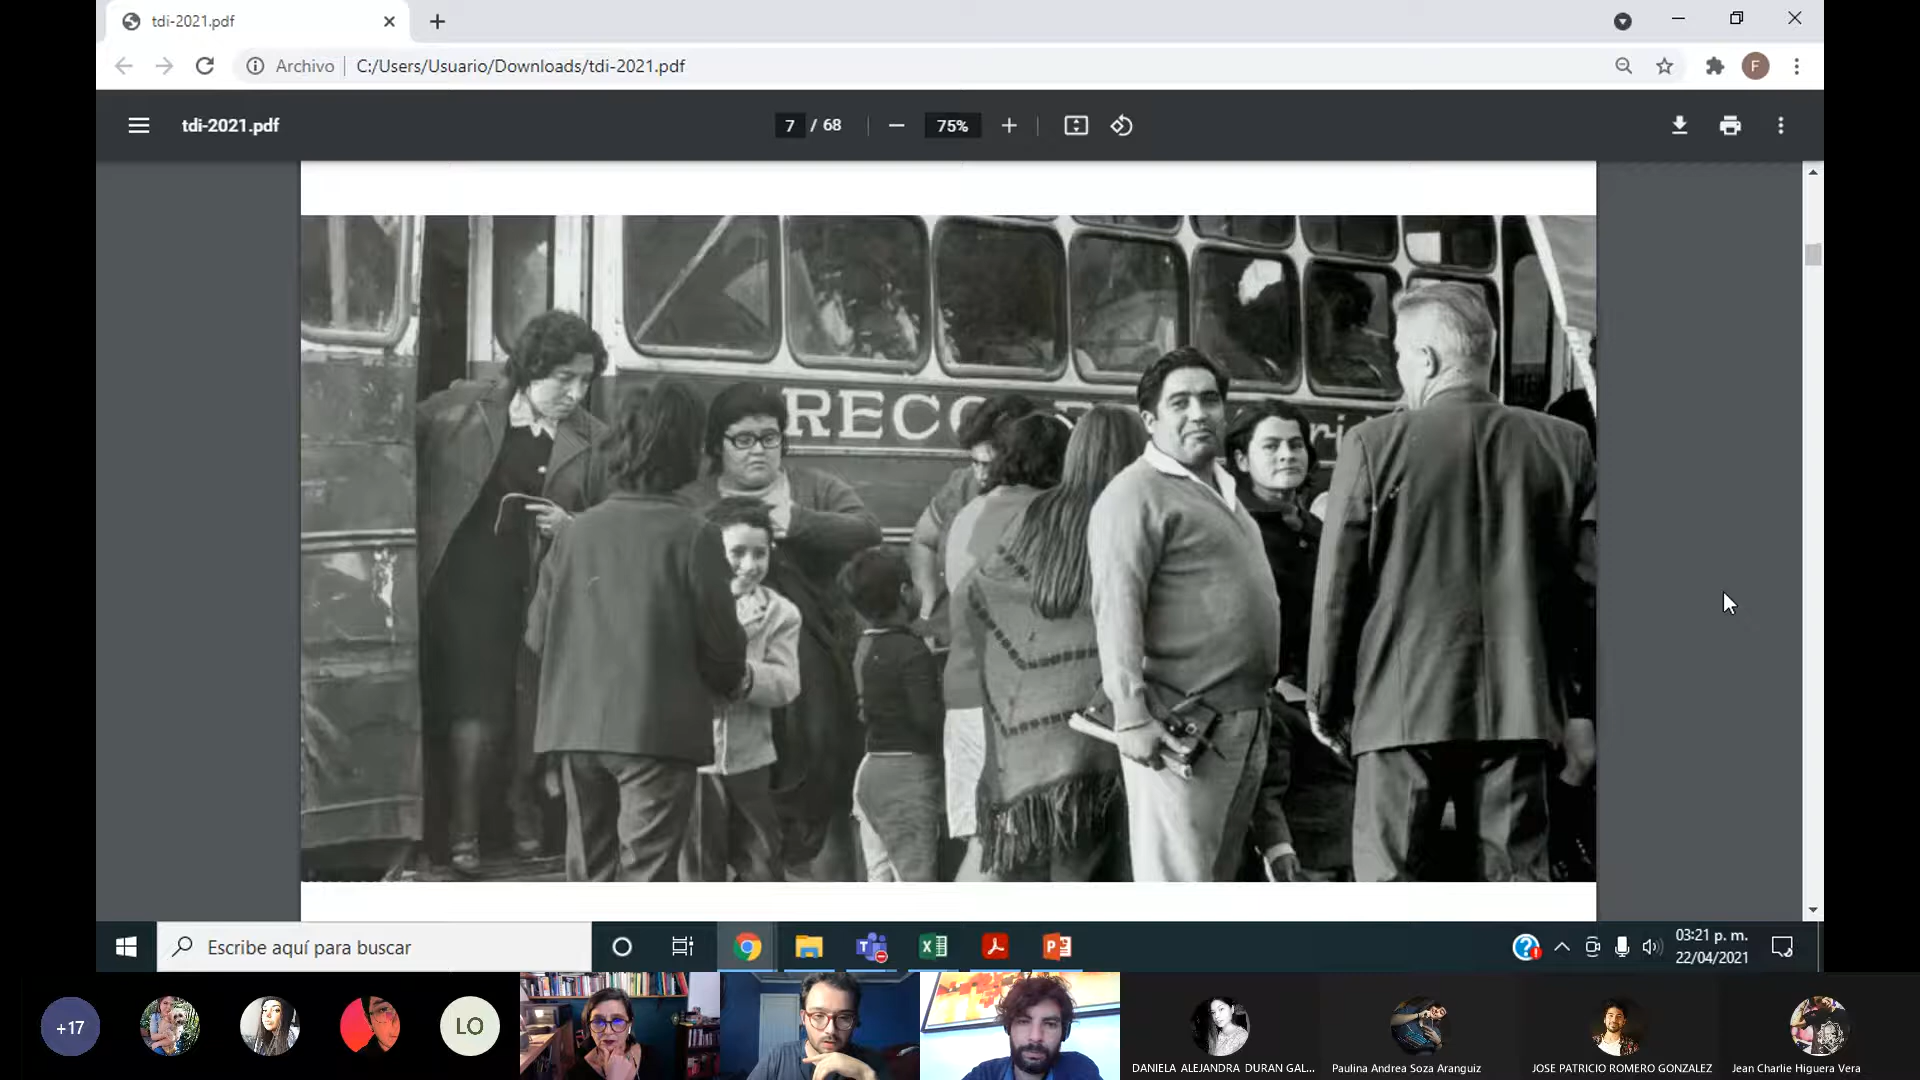 tdi-2021.pdf
Archivo
C:/Users/Usuario/Downloads/tdi-2021.pdf
F
tdi-2021.pdf
7 / 68
75%
REC
Escribe aquí para buscar
03:21 p. m.
22/04/2021
+17
LO
DANIELA ALEJANDRA DURAN GAL...
Paulina Andrea Soza Aranguiz
JOSE PATRICIO ROMERO GONZALEZ
Jean Charlie Higuera Vera